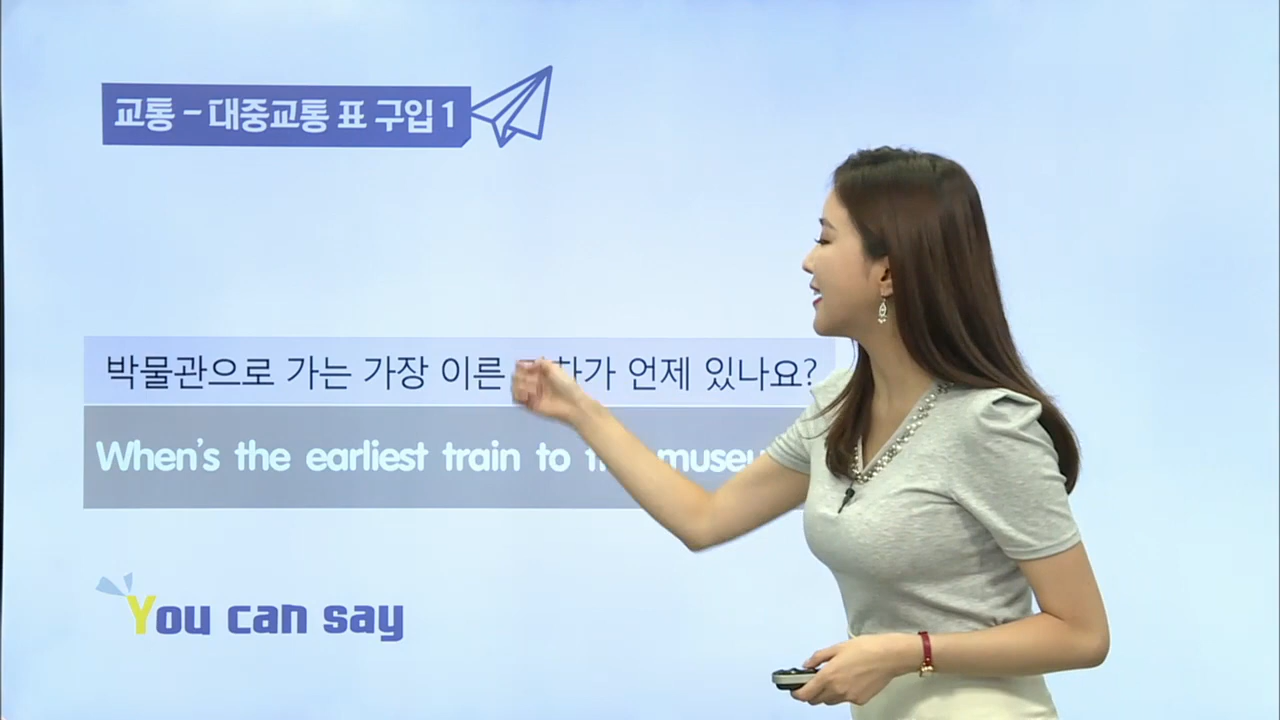 교통 - 대중교통 표 구입 1
박물관으로 가는 가장 이른 언제 있나요?
When's the earliest train to
You can say